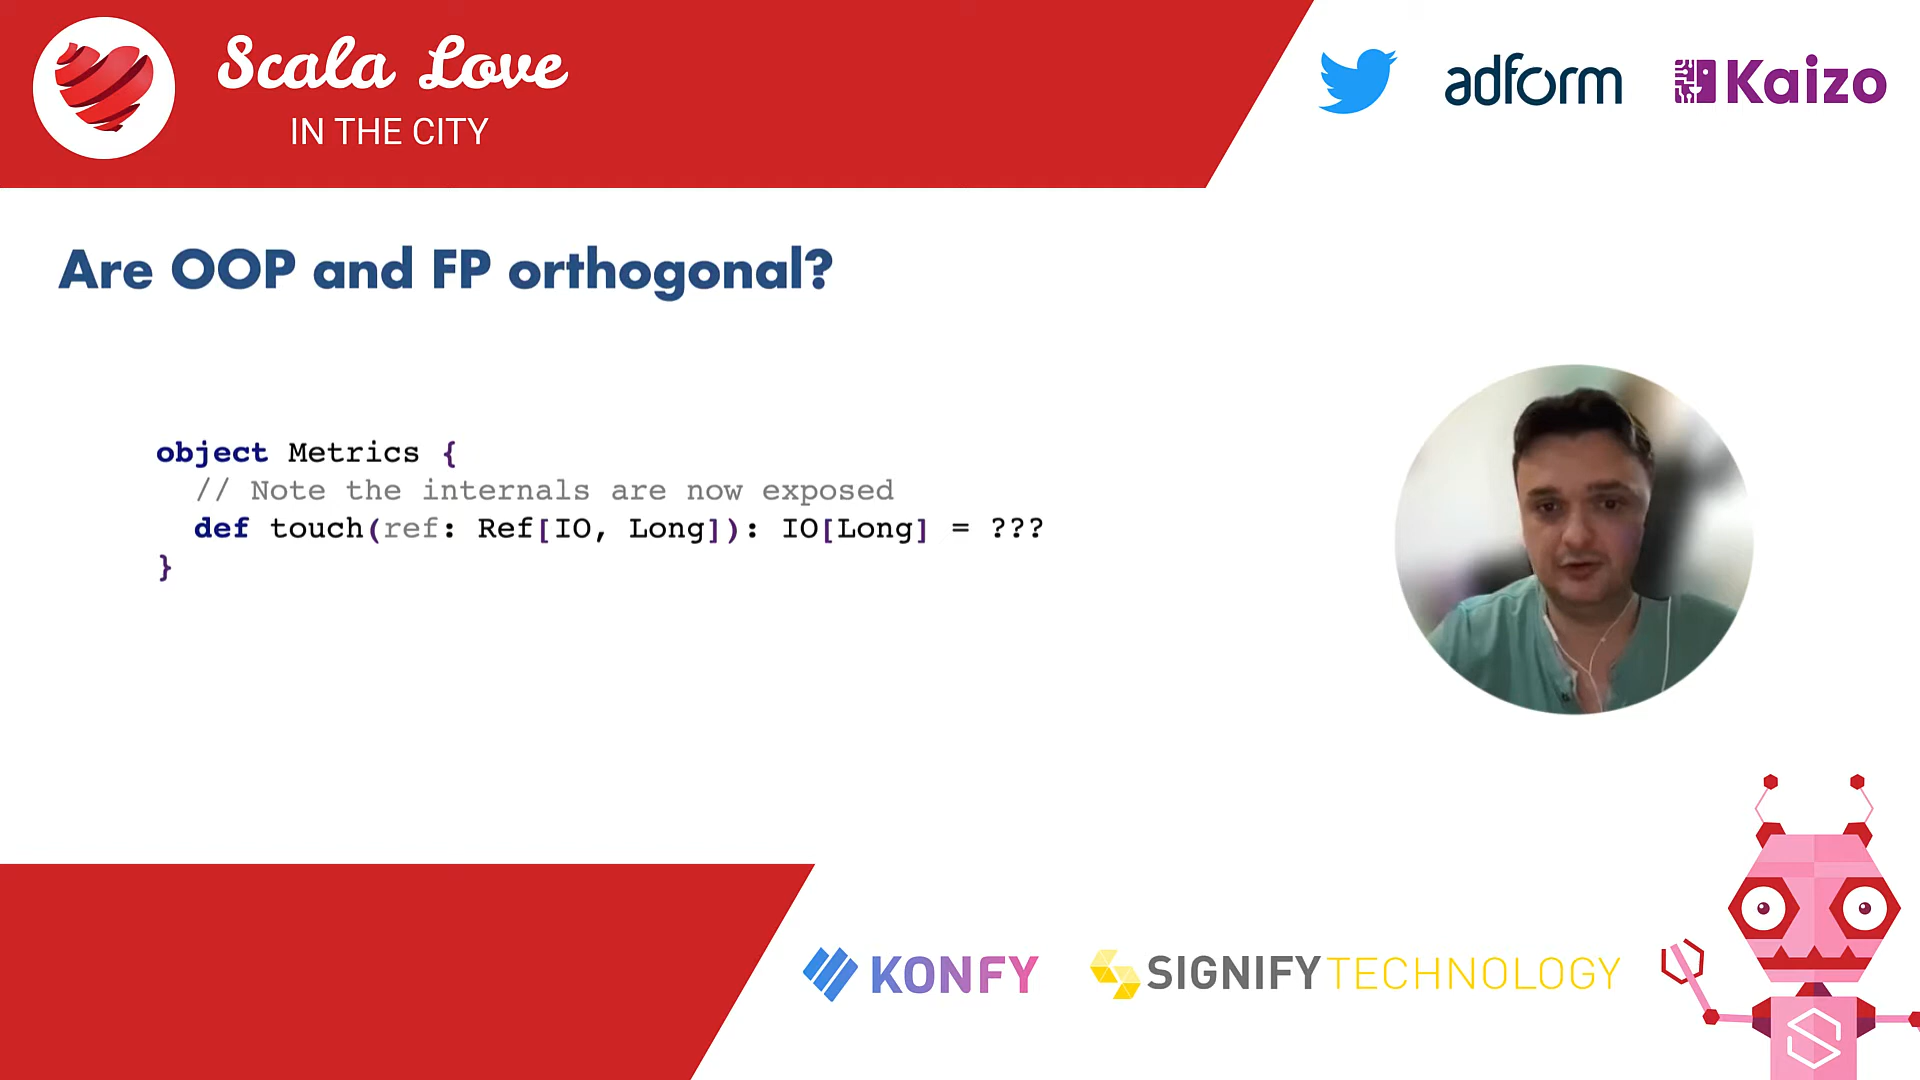 Scala Love
IN THE CITY
adform
Kaizo
Are OOP and FP orthogonal?
object Metrics {
// Note the internals are now exposed
def touch(ref: Ref[IO, Long]): IO[Long] = ???
}
KONFY
SIGNIFY TECHNOLOGY